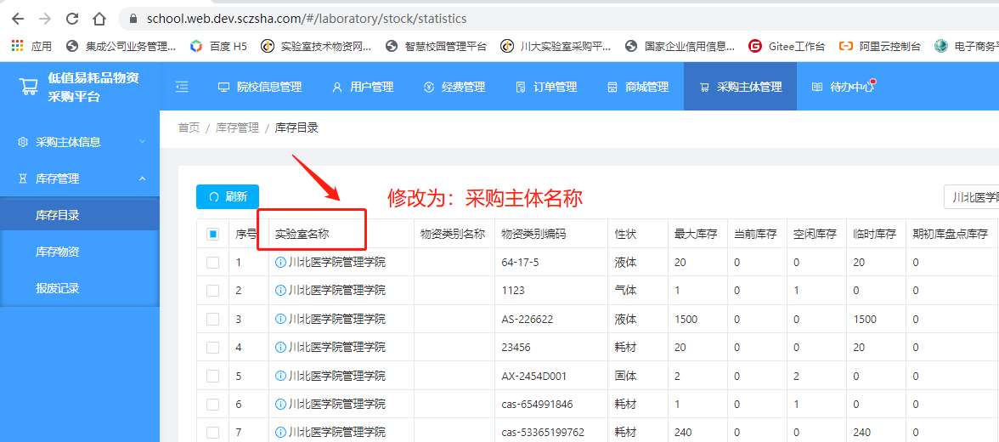 school.web.dev.sczsha.com/#/laboratory/stock/statistics
应用 集成公司业务管理... 百度 H5 实验室技术物资网... 智慧校园管理平台 川大实验室采购平... 国家企业信用信息... Gitee工作台 阿里云控制台 电子商务平
低值易耗品物资
采购平台
院校信息管理 用户管理 经费管理 订单管理 商城管理 采购主体管理 待办中心
首页 / 库存管理 / 库存目录
采购主体信息
库存管理
库存目录
库存物资
报废记录
刷新 修改为：采购主体名称 川北医学院
序号 实验室名称 物资类别名称 物资类别编码 性状 最大库存 当前库存 空闲库存 临时库存 期初库盘点库存
1 川北医学院管理学院 64-17-5 液体 20 0 0 20 0
2 川北医学院管理学院 1123 气体 1 0 1 0 0
3 川北医学院管理学院 AS-226622 液体 1500 0 0 1500 0
4 川北医学院管理学院 23456 耗材 20 0 0 20 0
5 川北医学院管理学院 AX-2454D001 固体 2 0 2 0 0
6 川北医学院管理学院 cas-654991846 耗材 1 0 1 0 0
7 川北医学院管理学院 cas-53365199762 耗材 240 0 0 240 0